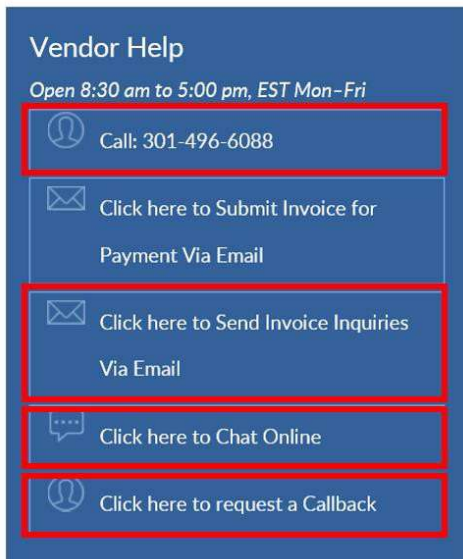 Vendor Help
Open 8:30 am to 5:00 pm, EST Mon–Fri
Call: 301-496-6088
Click here to Submit Invoice for
Payment Via Email
Click here to Send Invoice Inquiries
Via Email
Click here to Chat Online
Click here to request a Callback